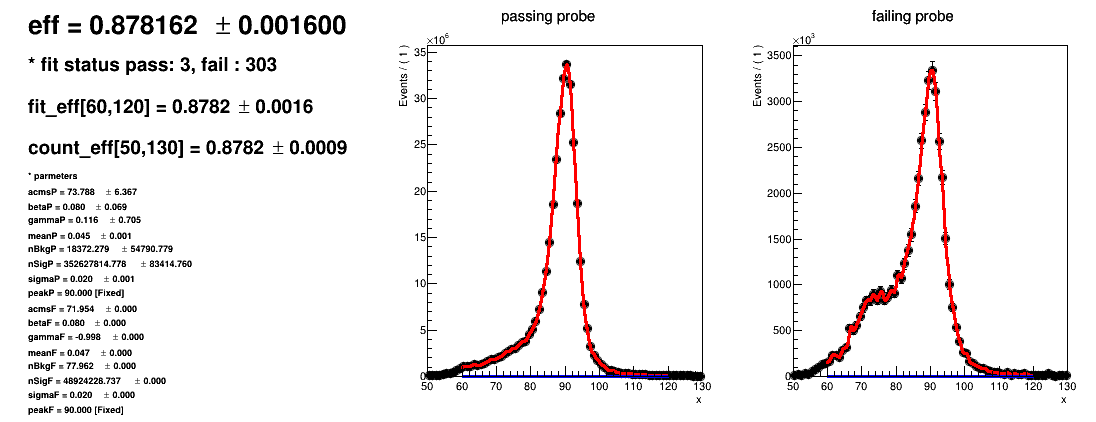 eff = 0.878162 ± 0.001600
* fit status pass: 3, fail : 303
fit_eff[60,120] = 0.8782 ± 0.0016
count_eff[50,130] = 0.8782 ± 0.0009
* parmeters
acmsP = 73.788 ± 6.367
betaP = 0.080 ± 0.069
gammaP = 0.116 ± 0.705
meanP = 0.045 ± 0.001
nBkgP = 18372.279 ± 54790.779
nSigP = 352627814.778 ± 83414.760
sigmaP = 0.020 ± 0.001
peakP = 90.000 [Fixed]
acmsF = 71.954 ± 0.000
betaF = 0.080 ± 0.000
gammaF = -0.998 ± 0.000
meanF = 0.047 ± 0.000
nBkgF = 77.962 ± 0.000
nSigF = 48924228.737 ± 0.000
sigmaF = 0.020 ± 0.000
peakF = 90.000 [Fixed]
passing probe
×10⁶
Events / ( 1 )
35
30
25
20
15
10
5
0
50 60 70 80 90 100 110 120 130
x
failing probe
×10³
Events / ( 1 )
3500
3000
2500
2000
1500
1000
500
0
50 60 70 80 90 100 110 120 130
x